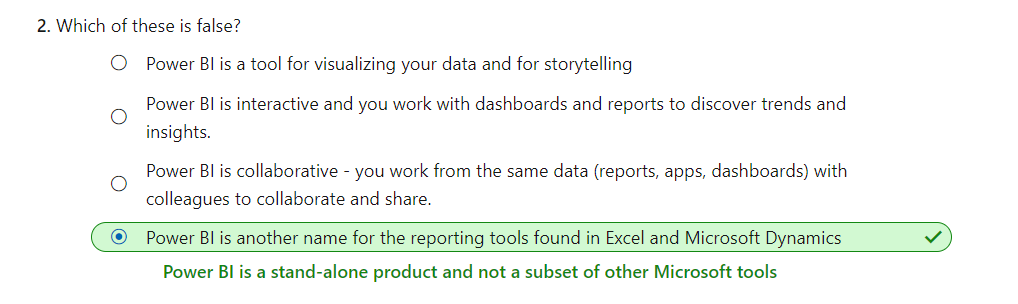 2. Which of these is false?
Power BI is a tool for visualizing your data and for storytelling
Power BI is interactive and you work with dashboards and reports to discover trends and
insights.
Power BI is collaborative - you work from the same data (reports, apps, dashboards) with
colleagues to collaborate and share.
Power BI is another name for the reporting tools found in Excel and Microsoft Dynamics
Power BI is a stand-alone product and not a subset of other Microsoft tools